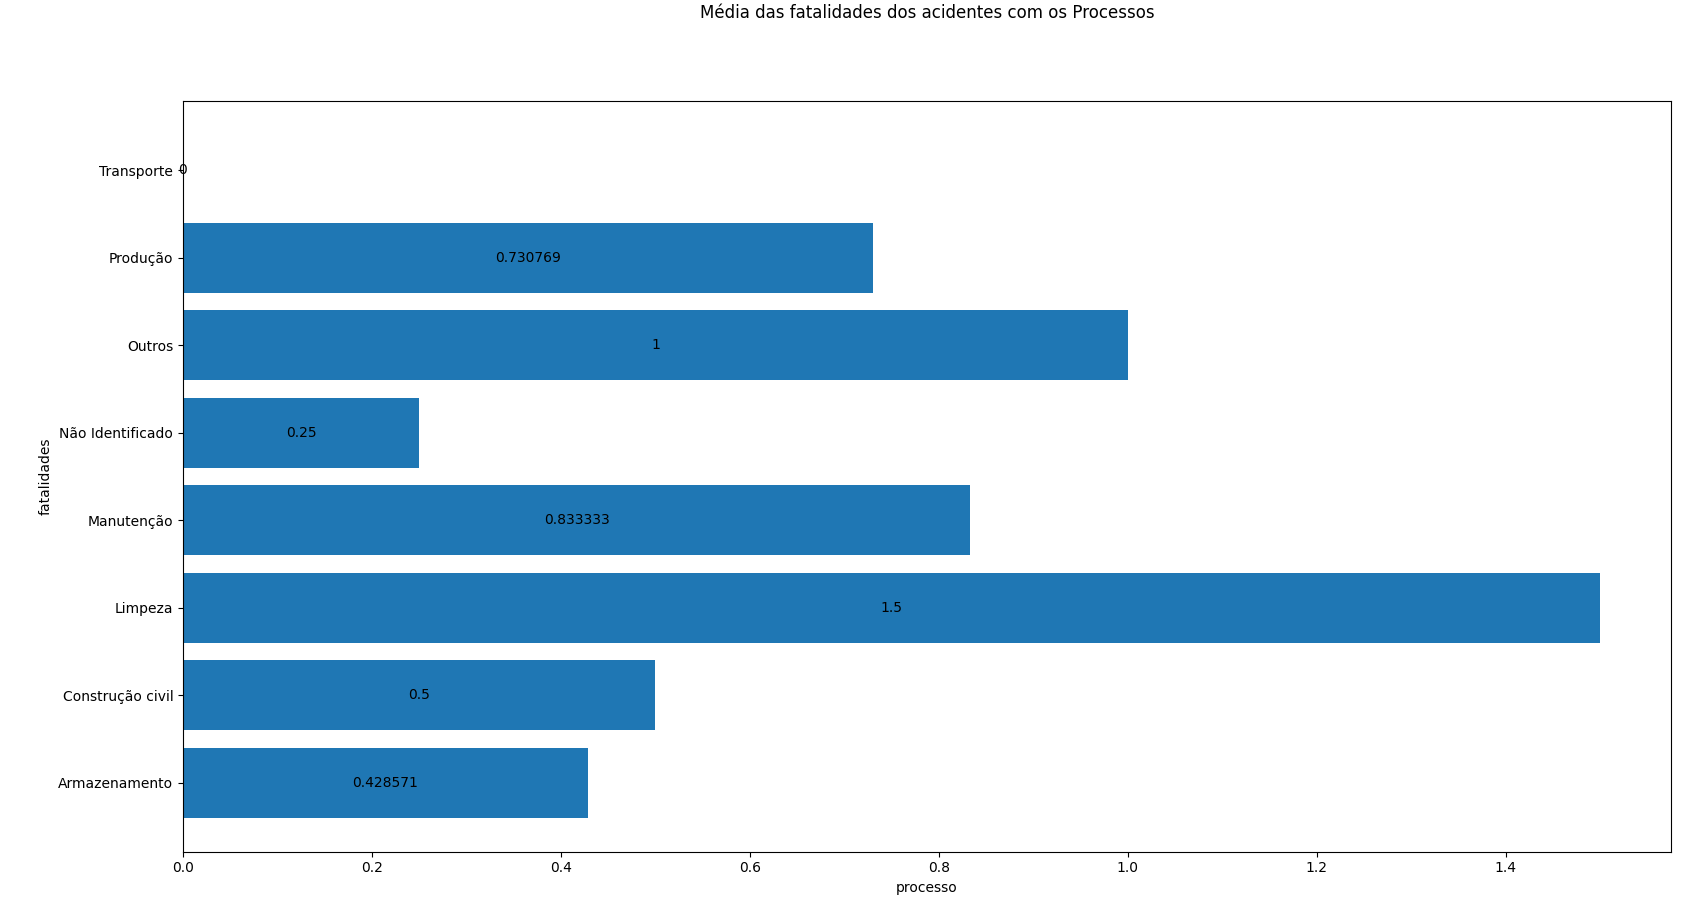 Média das fatalidades dos acidentes com os Processos
Transporte 0
Produção 0.730769
Outros 1
Não Identificado 0.25
Manutenção 0.833333
Limpeza 1.5
Construção civil 0.5
Armazenamento 0.428571
fatalidades
0.0 0.2 0.4 0.6 0.8 1.0 1.2 1.4
processo